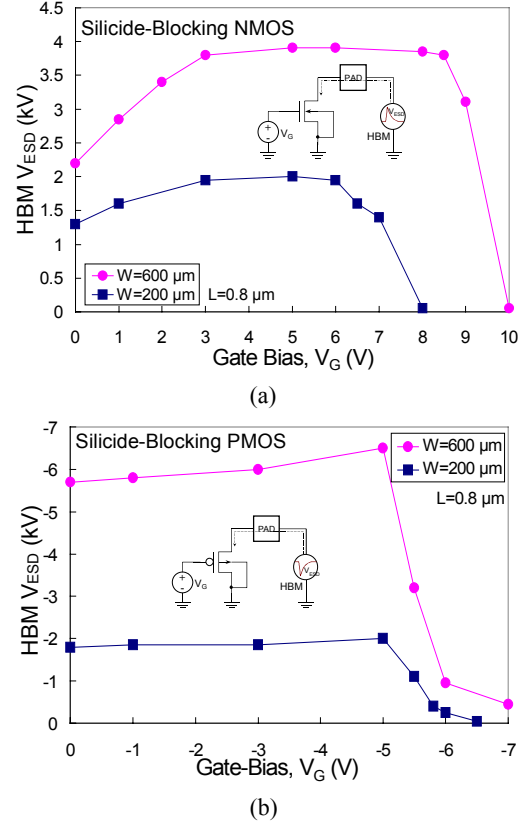 Silicide-Blocking NMOS
HBM VESD (kV)
4.5
4
3.5
3
2.5
2
1.5
1
0.5
0
PAD
VG
VESD
HBM
W=600 µm
W=200 µm
L=0.8 µm
0 1 2 3 4 5 6 7 8 9 10
Gate Bias, VG (V)
(a)
Silicide-Blocking PMOS
HBM VESD (kV)
-7
-6
-5
-4
-3
-2
-1
0
W=600 µm
W=200 µm
L=0.8 µm
PAD
VG
VESD
HBM
0 -1 -2 -3 -4 -5 -6 -7
Gate-Bias, VG (V)
(b)